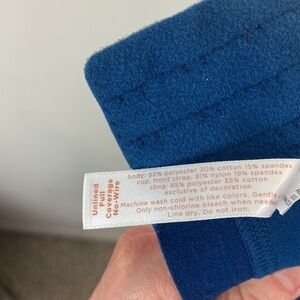 Unlined
Full
Coverage
No-Wire
body: 55% polyester 30% cotton 15% spandex
cup, front strap: 81% nylon 19% spandex
sling: 65% polyester 35% cotton
exclusive of decoration
Machine wash cold with like colors. Gentle
Only non-chlorine bleach when needed
Line dry. Do not iron.